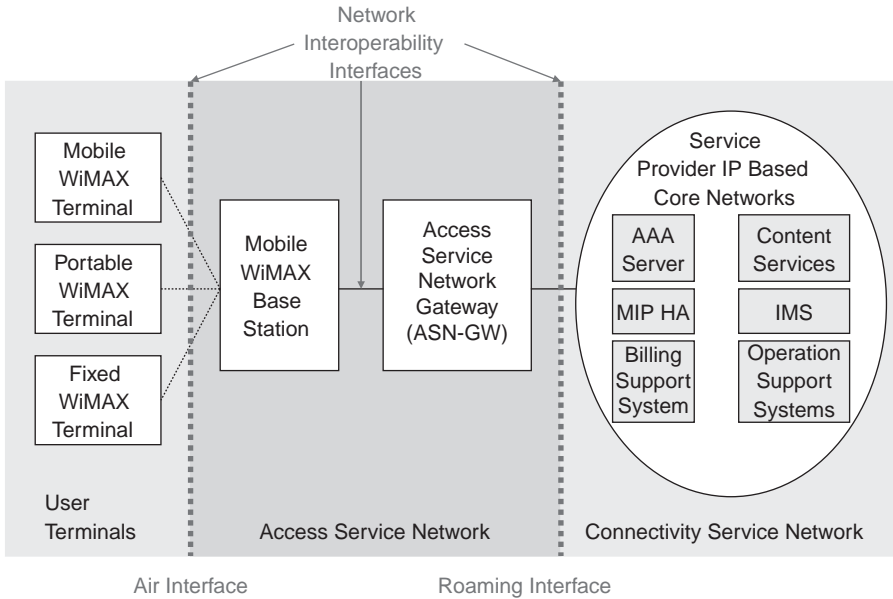 Network
Interoperability
Interfaces
Mobile
WiMAX
Terminal
Portable
WiMAX
Terminal
Fixed
WiMAX
Terminal
User
Terminals
Mobile
WiMAX
Base
Station
Access
Service
Network
Gateway
(ASN-GW)
Access Service Network
Service
Provider IP Based
Core Networks
AAA
Server
Content
Services
MIP HA
IMS
Billing
Support
System
Operation
Support
Systems
Connectivity Service Network
Air Interface
Roaming Interface